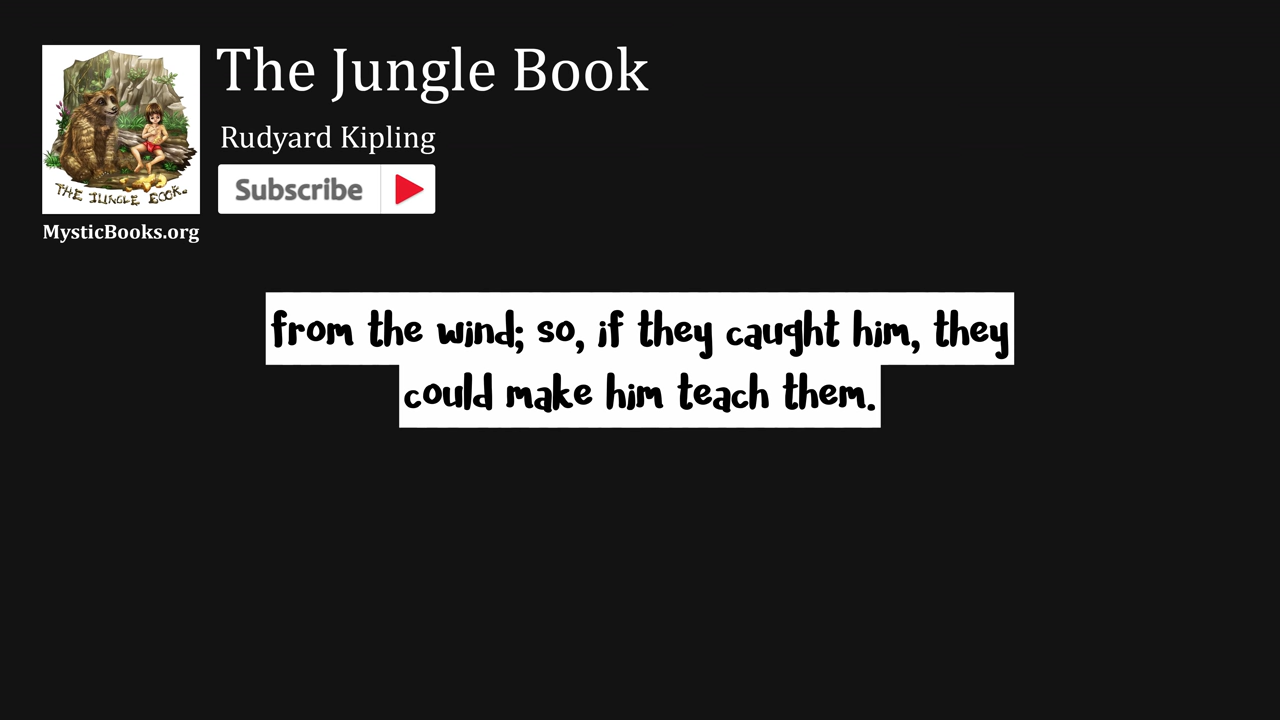 The Jungle Book
Rudyard Kipling
Subscribe
THE JUNGLE BOOK.
MysticBooks.org
from the wind; so, if they caught him, they
could make him teach them.